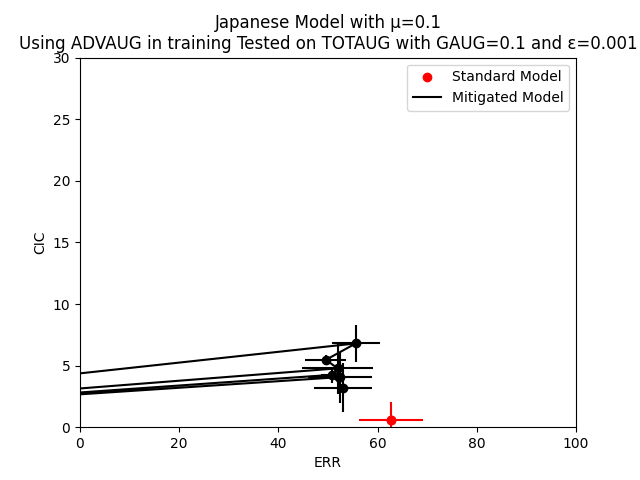 Japanese Model with μ=0.1
Using ADVAUG in training Tested on TOTAUG with GAUG=0.1 and ε=0.001
Standard Model
Mitigated Model
CIC
30
25
20
15
10
5
0
0 20 40 60 80 100
ERR